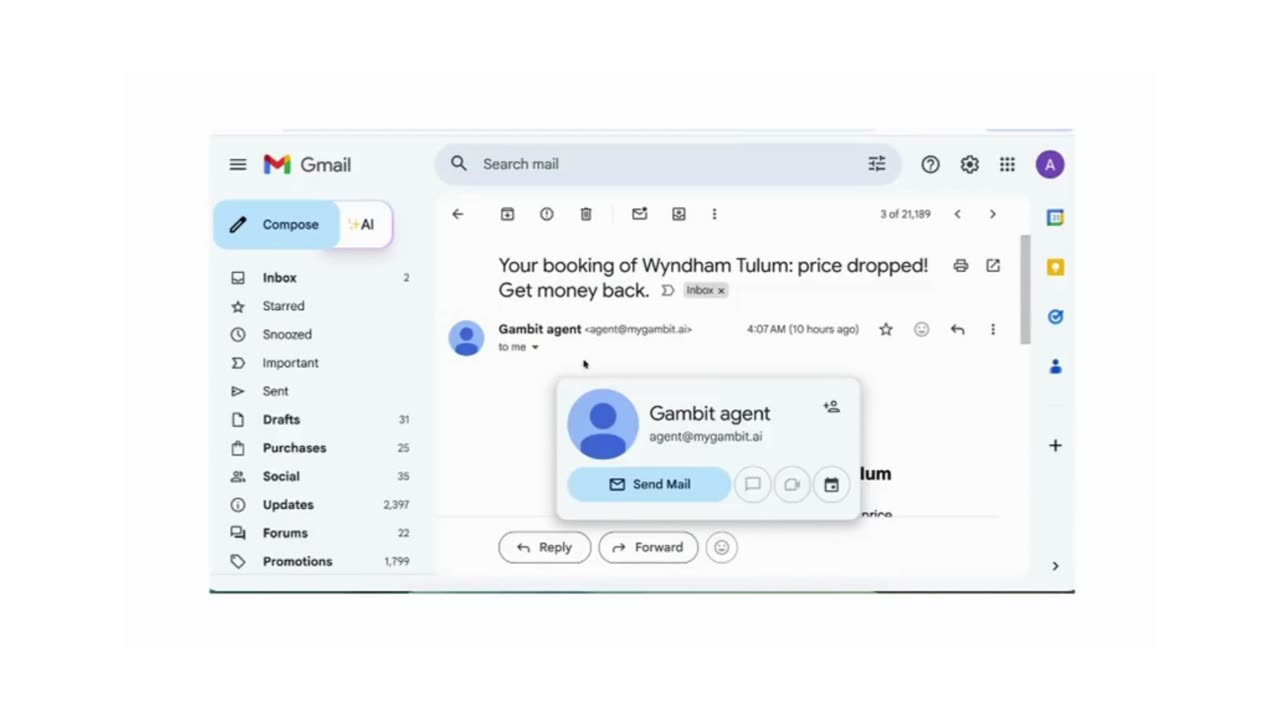 Gmail
Search mail
A
Compose
✨AI
3 of 21,189
Inbox 2
Starred
Snoozed
Important
Sent
Drafts 31
Purchases 25
Social 35
Updates 2,397
Forums 22
Promotions 1,799
Your booking of Wyndham Tulum: price dropped!
Get money back. Inbox x
Gambit agent <agent@mygambit.ai> 4:07 AM (10 hours ago)
to me
Gambit agent
agent@mygambit.ai
Send Mail
lum
price
Reply Forward